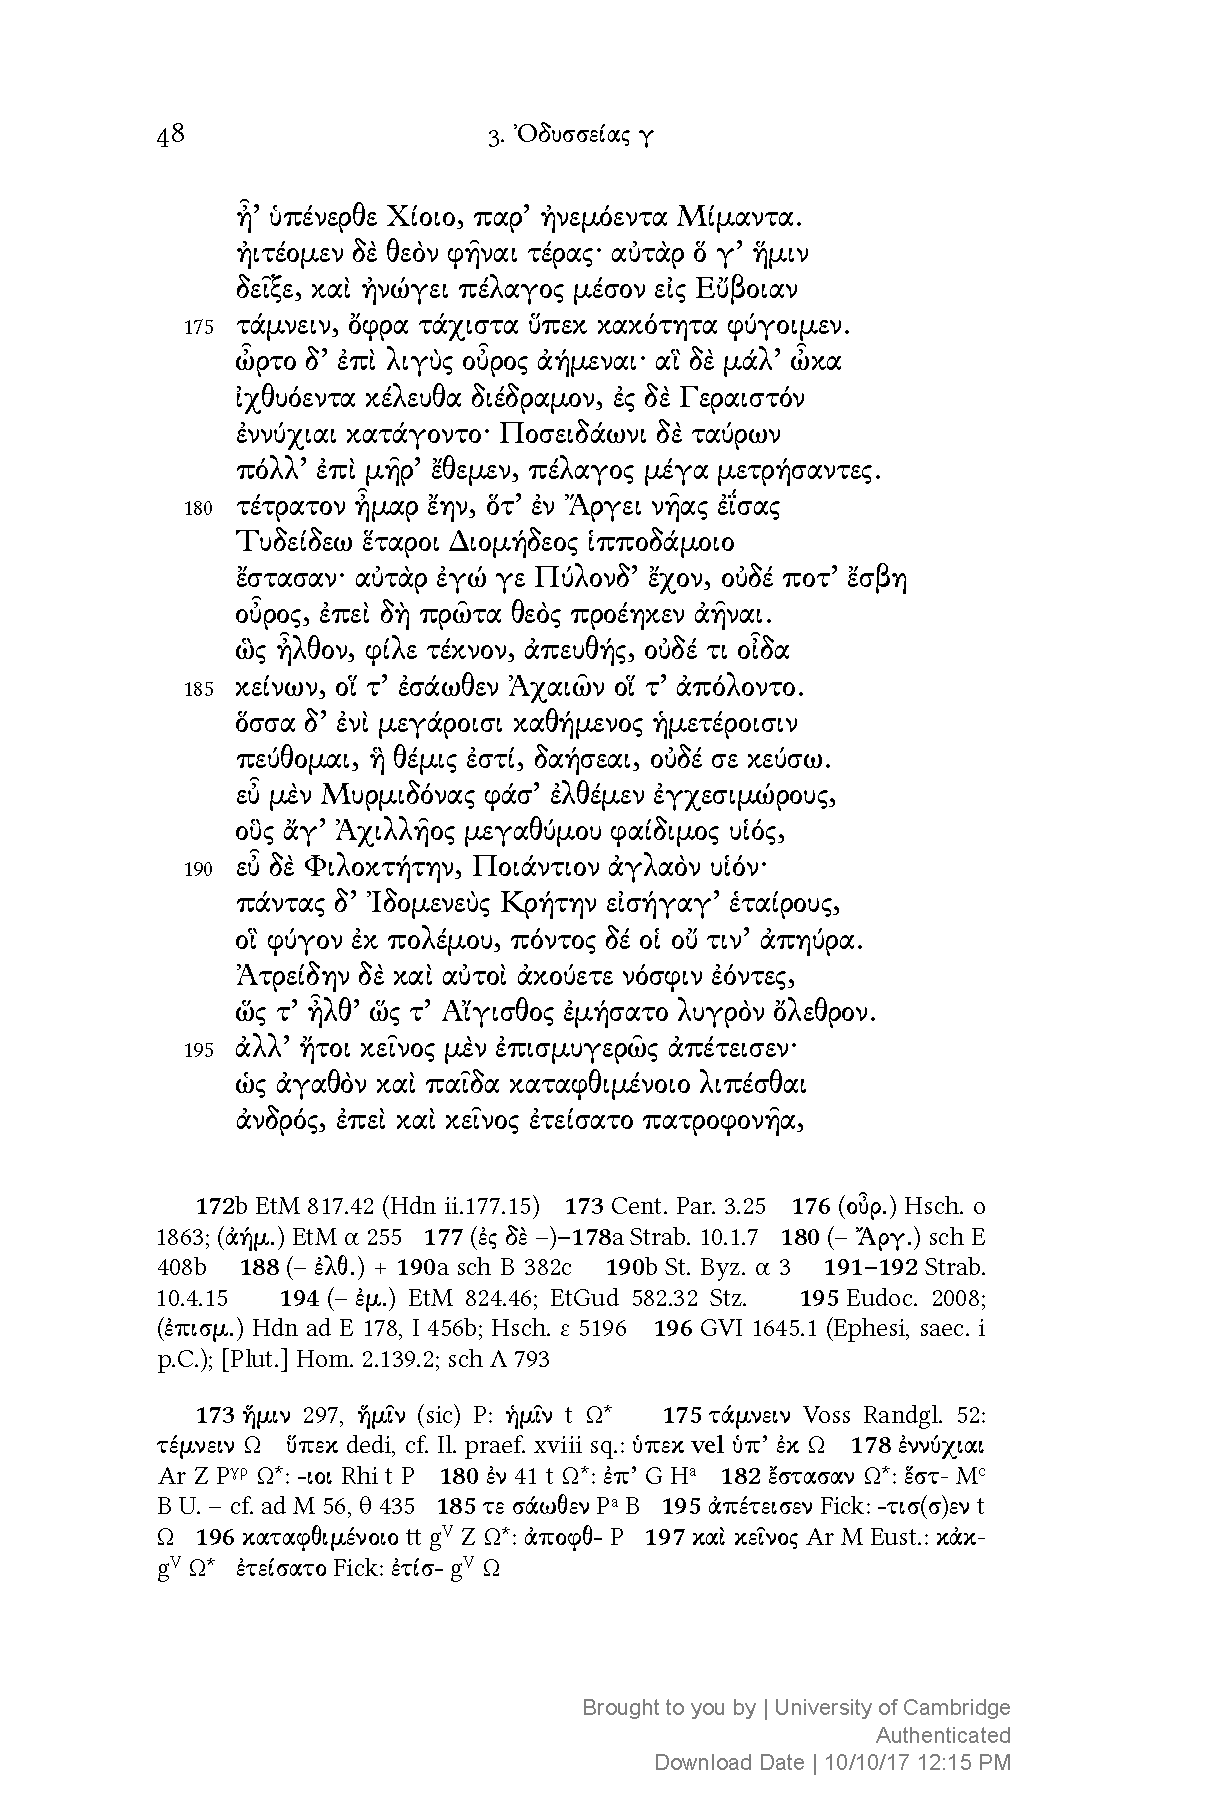 48 3. Ὀδυσσείας γ
ἦ’ ὑπένερθε Χίοιο, παρ’ ἠνεμόεντα Μίμαντα.
ἠιτέομεν δὲ θεὸν φῆναι τέρας· αὐτὰρ ὅ γ’ ἥμιν
δεῖξε, καὶ ἠνώγει πέλαγος μέσον εἰς Εὔβοιαν
175 τάμνειν, ὄφρα τάχιστα ὕπεκ κακότητα φύγοιμεν.
ὦρτο δ’ ἐπὶ λιγὺς οὖρος ἀήμεναι· αἳ δὲ μάλ’ ὦκα
ἰχθυόεντα κέλευθα διέδραμον, ἐς δὲ Γεραιστόν
ἐννύχιαι κατάγοντο· Ποσειδάωνι δὲ ταύρων
πόλλ’ ἐπὶ μῆρ’ ἔθεμεν, πέλαγος μέγα μετρήσαντες.
180 τέτρατον ἦμαρ ἔην, ὅτ’ ἐν Ἄργει νῆας ἐΐσας
Τυδείδεω ἕταροι Διομήδεος ἱπποδάμοιο
ἔστασαν· αὐτὰρ ἐγώ γε Πύλονδ’ ἔχον, οὐδέ ποτ’ ἔσβη
οὖρος, ἐπεὶ δὴ πρῶτα θεὸς προέηκεν ἀῆναι.
ὣς ἦλθον, φίλε τέκνον, ἀπευθής, οὐδέ τι οἶδα
185 κείνων, οἵ τ’ ἐσάωθεν Ἀχαιῶν οἵ τ’ ἀπόλοντο.
ὅσσα δ’ ἐνὶ μεγάροισι καθήμενος ἡμετέροισιν
πεύθομαι, ἣ θέμις ἐστί, δαήσεαι, οὐδέ σε κεύσω.
εὖ μὲν Μυρμιδόνας φάσ’ ἐλθέμεν ἐγχεσιμώρους,
οὓς ἄγ’ Ἀχιλλῆος μεγαθύμου φαίδιμος υἱός,
190 εὖ δὲ Φιλοκτήτην, Ποιάντιον ἀγλαὸν υἱόν·
πάντας δ’ Ἰδομενεὺς Κρήτην εἰσήγαγ’ ἑταίρους,
οἳ φύγον ἐκ πολέμου, πόντος δέ οἱ οὔ τιν’ ἀπηύρα.
Ἀτρείδην δὲ καὶ αὐτοὶ ἀκούετε νόσφιν ἐόντες,
ὥς τ’ ἦλθ’ ὥς τ’ Αἴγισθος ἐμήσατο λυγρὸν ὄλεθρον.
195 ἀλλ’ ἤτοι κεῖνος μὲν ἐπισμυγερῶς ἀπέτεισεν·
ὡς ἀγαθὸν καὶ παῖδα καταφθιμένοιο λιπέσθαι
ἀνδρός, ἐπεὶ καὶ κεῖνος ἐτείσατο πατροφονῆα,
172b EtM 817.42 (Hdn ii.177.15) 173 Cent. Par. 3.25 176 (οὖρ.) Hsch. ο
1863; (ἀήμ.) EtM α 255 177 (ἐς δὲ –)–178a Strab. 10.1.7 180 (– Ἄργ.) sch E
408b 188 (– ἐλθ.) + 190a sch B 382c 190b St. Byz. α 3 191–192 Strab.
10.4.15 194 (– ἐμ.) EtM 824.46; EtGud 582.32 Stz. 195 Eudoc. 2008;
(ἐπισμ.) Hdn ad E 178, I 456b; Hsch. ε 5196 196 GVI 1645.1 (Ephesi, saec. i
p.C.); [Plut.] Hom. 2.139.2; sch Λ 793
173 ἥμιν 297, ἥμῖν (sic) P: ἡμῖν t Ω* 175 τάμνειν Voss Randgl. 52:
τέμνειν Ω ὕπεκ dedi, cf. Il. praef. xviii sq.: ὑπεκ vel ὑπ’ ἐκ Ω 178 ἐννύχιαι
Ar Z Pᵞᵖ Ω*: -ιοι Rhi t P 180 ἐν 41 t Ω*: ἐπ’ G Hᵃ 182 ἔστασαν Ω*: ἕστ- Mᶜ
B U. – cf. ad M 56, θ 435 185 τε σάωθεν Pᵃ B 195 ἀπέτεισεν Fick: -τισ(σ)εν t
Ω 196 καταφθιμένοιο tt gⱽ Z Ω*: ἀποφθ- P 197 καὶ κεῖνος Ar M Eust.: κἀκ-
gⱽ Ω* ἐτείσατο Fick: ἐτίσ- gⱽ Ω
Brought to you by | University of Cambridge
Authenticated
Download Date | 10/10/17 12:15 PM